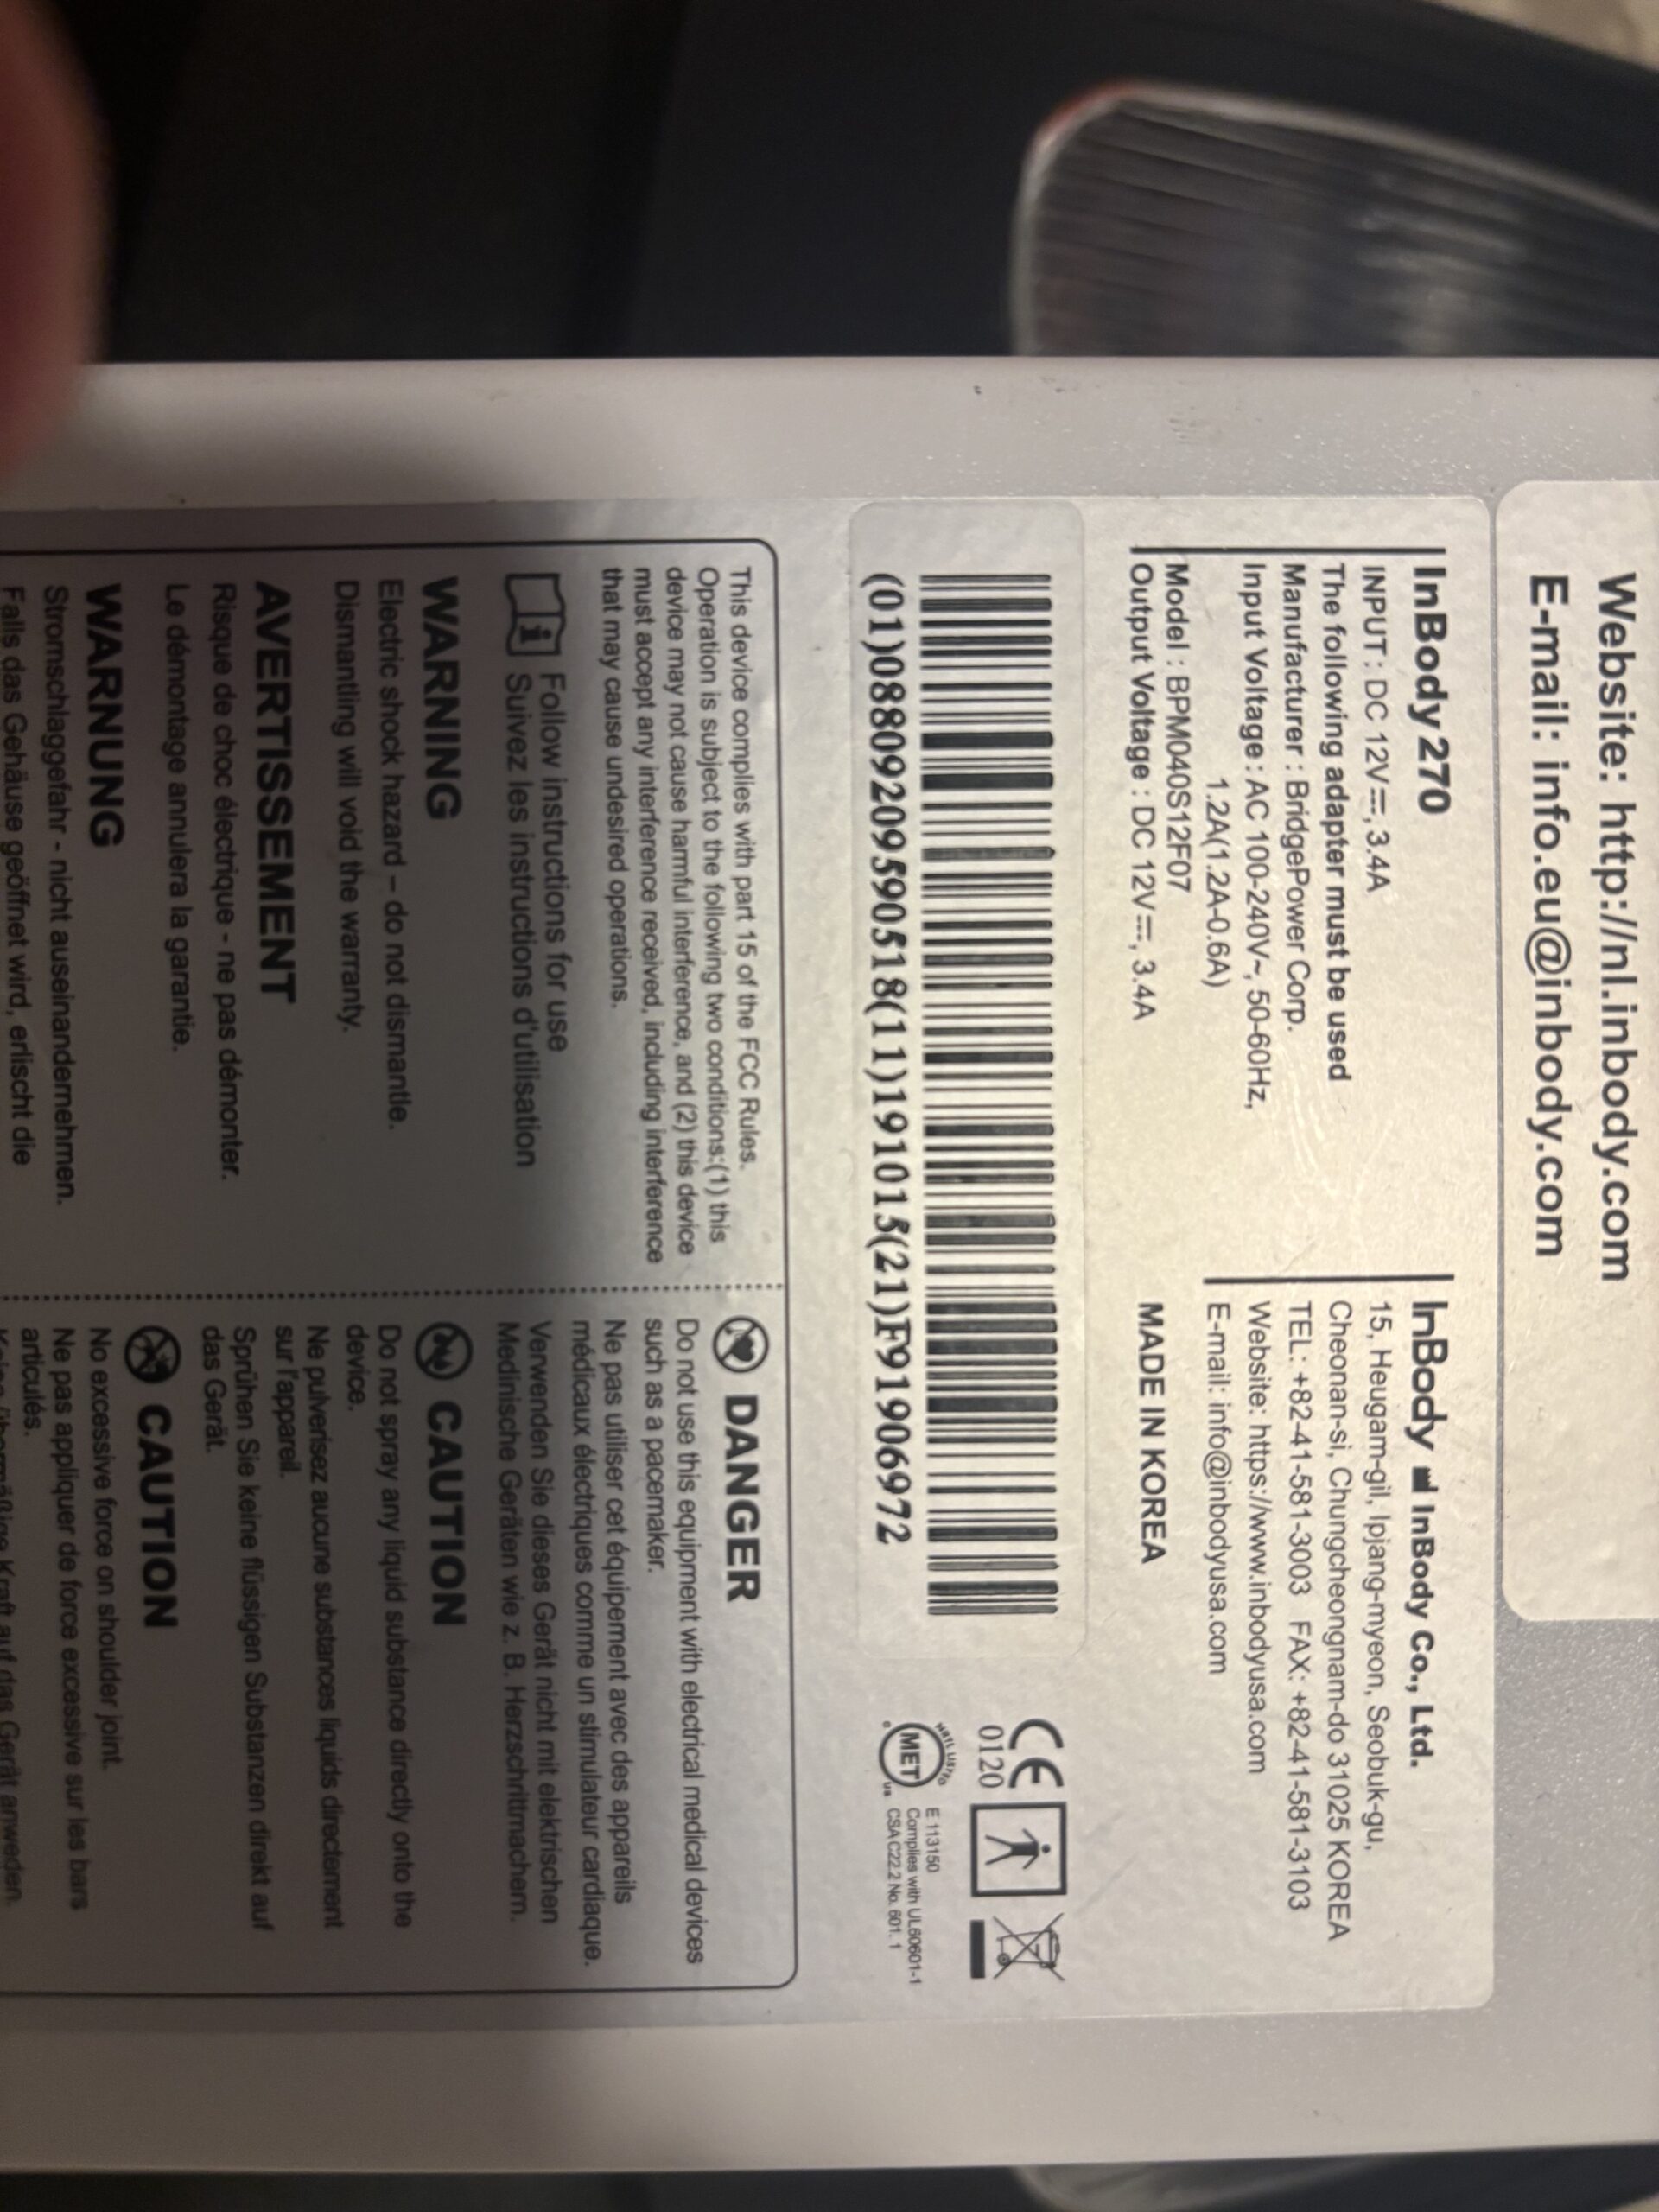 Website: http://nl.inbody.com
E-mail: info.eu@inbody.com
InBody270
INPUT : DC 12V⎓, 3.4A
The following adapter must be used
Manufacturer : BridgePower Corp.
Input Voltage : AC 100-240V~, 50-60Hz,
1.2A(1.2A-0.6A)
Model : BPM040S12F07
Output Voltage : DC 12V⎓, 3.4A
InBody InBody Co., Ltd.
15, Heugam-gil, Ipjang-myeon, Seobuk-gu,
Cheonan-si, Chungcheongnam-do 31025 KOREA
TEL: +82-41-581-3003 FAX: +82-41-581-3103
Website: https://www.inbodyusa.com
E-mail: info@inbodyusa.com
MADE IN KOREA
(01)08809209590518(11)191015(21)F91906972
CE
0120
MET
c us
E 113150
Complies with UL60601-1
CSA C22.2 No. 601. 1
This device complies with part 15 of the FCC Rules.
Operation is subject to the following two conditions:(1) this
device may not cause harmful interference, and (2) this device
must accept any interference received, including interference
that may cause undesired operations.
Follow instructions for use
Suivez les instructions d'utilisation
WARNING
Electric shock hazard – do not dismantle.
Dismantling will void the warranty.
AVERTISSEMENT
Risque de choc électrique - ne pas démonter.
Le démontage annulera la garantie.
WARNUNG
Stromschlaggefahr - nicht auseinandernehmen.
Falls das Gehäuse geöffnet wird, erlischt die
DANGER
Do not use this equipment with electrical medical devices
such as a pacemaker.
Ne pas utiliser cet équipement avec des appareils
médicaux électriques comme un stimulateur cardiaque.
Verwenden Sie dieses Gerät nicht mit elektrischen
Medinische Geräten wie z. B. Herzschrittmachern.
CAUTION
Do not spray any liquid substance directly onto the
device.
Ne pulverisez aucune substances liquids directement
sur l'appareil.
Sprühen Sie keine flüssigen Substanzen direkt auf
das Gerät.
CAUTION
No excessive force on shoulder joint.
Ne pas appliquer de force excessive sur les bars
articulés.
Kraft auf das Gerät anwenden.